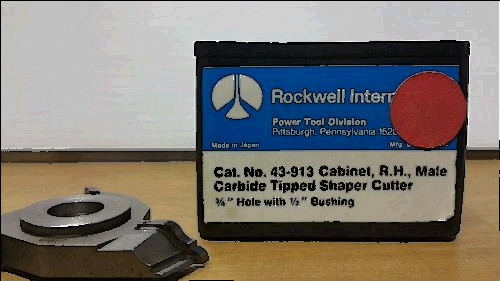 Rockwell Intern
Power Tool Division
Pittsburgh, Pennsylvania 1520
Made in Japan
Mfg.
Cat. No. 43-913 Cabinet, R.H., Male
Carbide Tipped Shaper Cutter
¾" Hole with ½" Bushing